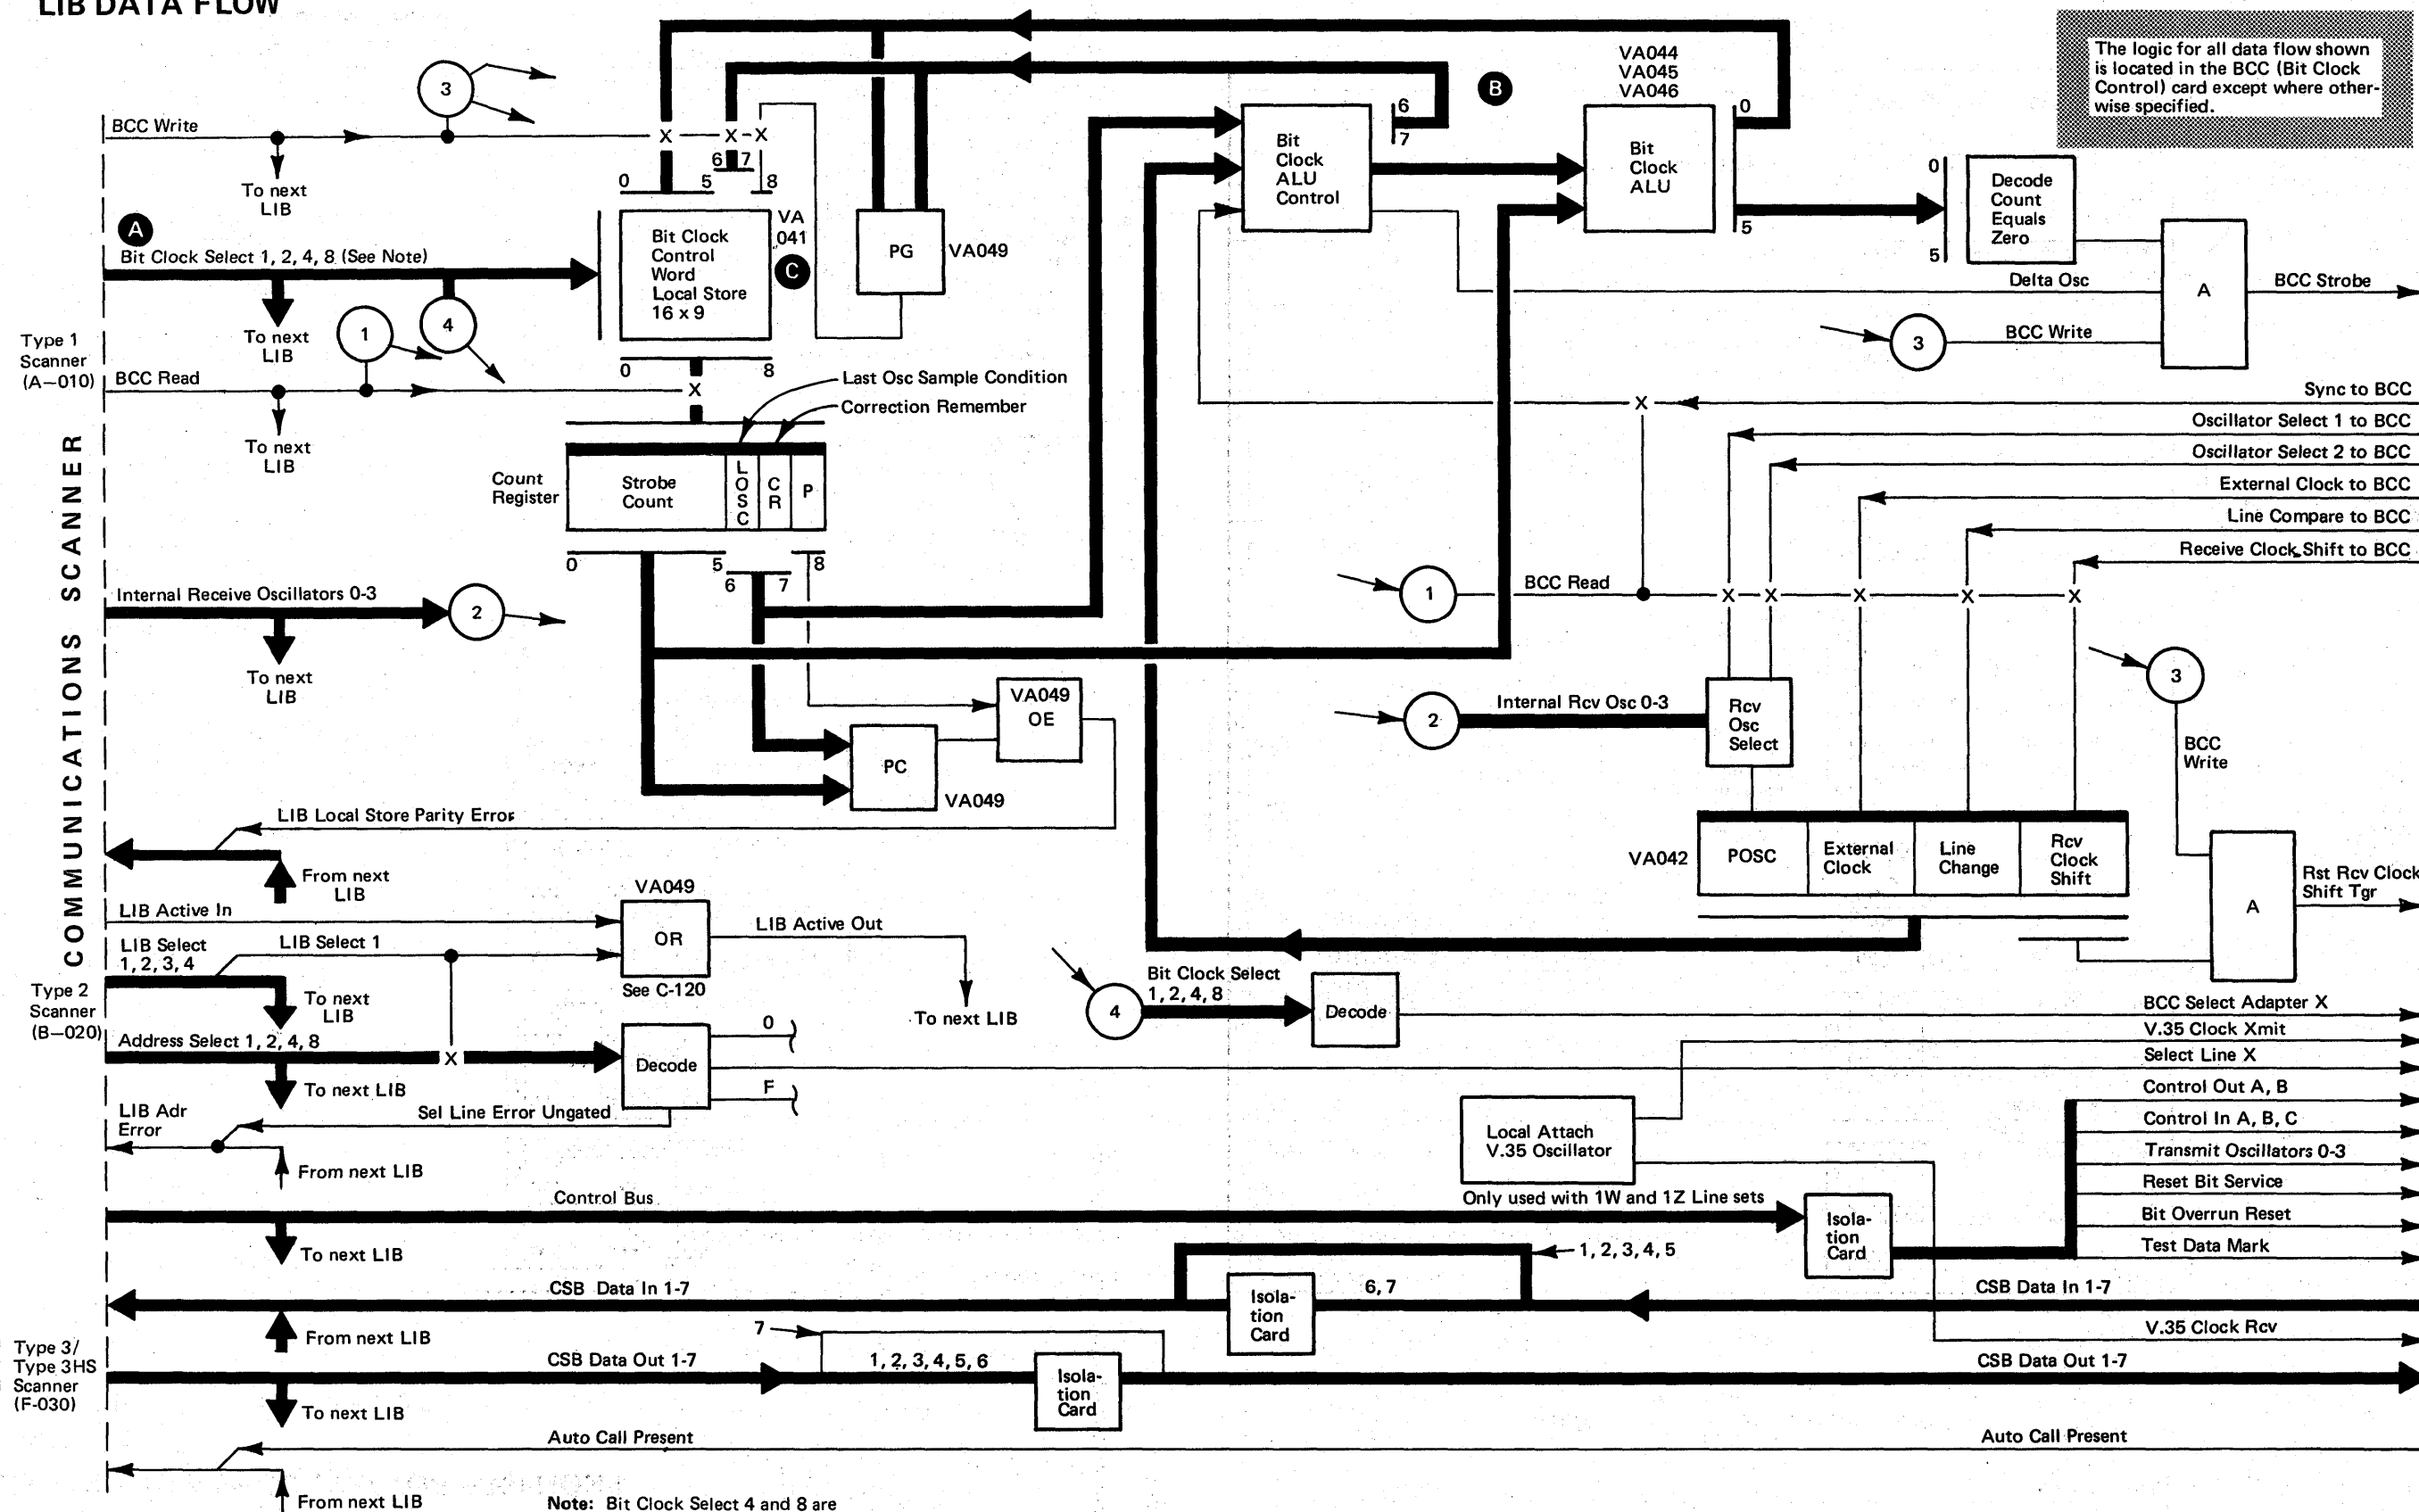 LIB DATA FLOW
The logic for all data flow shown
is located in the BCC (Bit Clock
Control) card except where other-
wise specified.
VA044
VA045
VA046
3
B
BCC Write
X
X
X
6
7
6
7
0
To next
LIB
0
5
8
Bit
Clock
ALU
Control
Bit
Clock
ALU
5
0
5
Decode
Count
Equals
Zero
A
Bit Clock Select 1, 2, 4, 8 (See Note)
Bit Clock
Control
Word
Local Store
16 x 9
VA
041
C
PG
VA049
Delta Osc
A
BCC Strobe
To next
LIB
1
4
3
BCC Write
Type 1
Scanner
(A—010)
BCC Read
0
8
X
Last Osc Sample Condition
Correction Remember
To next
LIB
X
Sync to BCC
Oscillator Select 1 to BCC
Oscillator Select 2 to BCC
External Clock to BCC
Line Compare to BCC
Receive Clock Shift to BCC
COMMUNICATIONS SCANNER
Count
Register
Strobe
Count
L
O
S
C
C
R
P
0
5
6
7
8
1
BCC Read
X
X
X
X
X
Internal Receive Oscillators 0-3
2
To next
LIB
3
VA049
OE
2
Internal Rcv Osc 0-3
Rcv
Osc
Select
BCC
Write
PC
VA049
LIB Local Store Parity Error
From next
LIB
VA042
POSC
External
Clock
Line
Change
Rcv
Clock
Shift
A
Rst Rcv Clock
Shift Tgr
VA049
LIB Active In
OR
LIB Active Out
LIB Select
1, 2, 3, 4
LIB Select 1
See C-120
To next LIB
To next
LIB
Type 2
Scanner
(B—020)
4
Bit Clock Select
1, 2, 4, 8
Decode
BCC Select Adapter X
V.35 Clock Xmit
Select Line X
Address Select 1, 2, 4, 8
X
Decode
0
F
To next LIB
LIB Adr
Error
Sel Line Error Ungated
From next LIB
Local Attach
V.35 Oscillator
Control Out A, B
Control In A, B, C
Transmit Oscillators 0-3
Reset Bit Service
Bit Overrun Reset
Test Data Mark
Control Bus
Only used with 1W and 1Z Line sets
Isola-
tion
Card
To next LIB
1, 2, 3, 4, 5
CSB Data In 1-7
Isola-
tion
Card
6, 7
CSB Data In 1-7
From next LIB
7
V.35 Clock Rcv
Type 3/
Type 3HS
Scanner
(F-030)
CSB Data Out 1-7
1, 2, 3, 4, 5, 6
Isola-
tion
Card
CSB Data Out 1-7
To next LIB
Auto Call Present
Auto Call Present
From next LIB
Note: Bit Clock Select 4 and 8 are